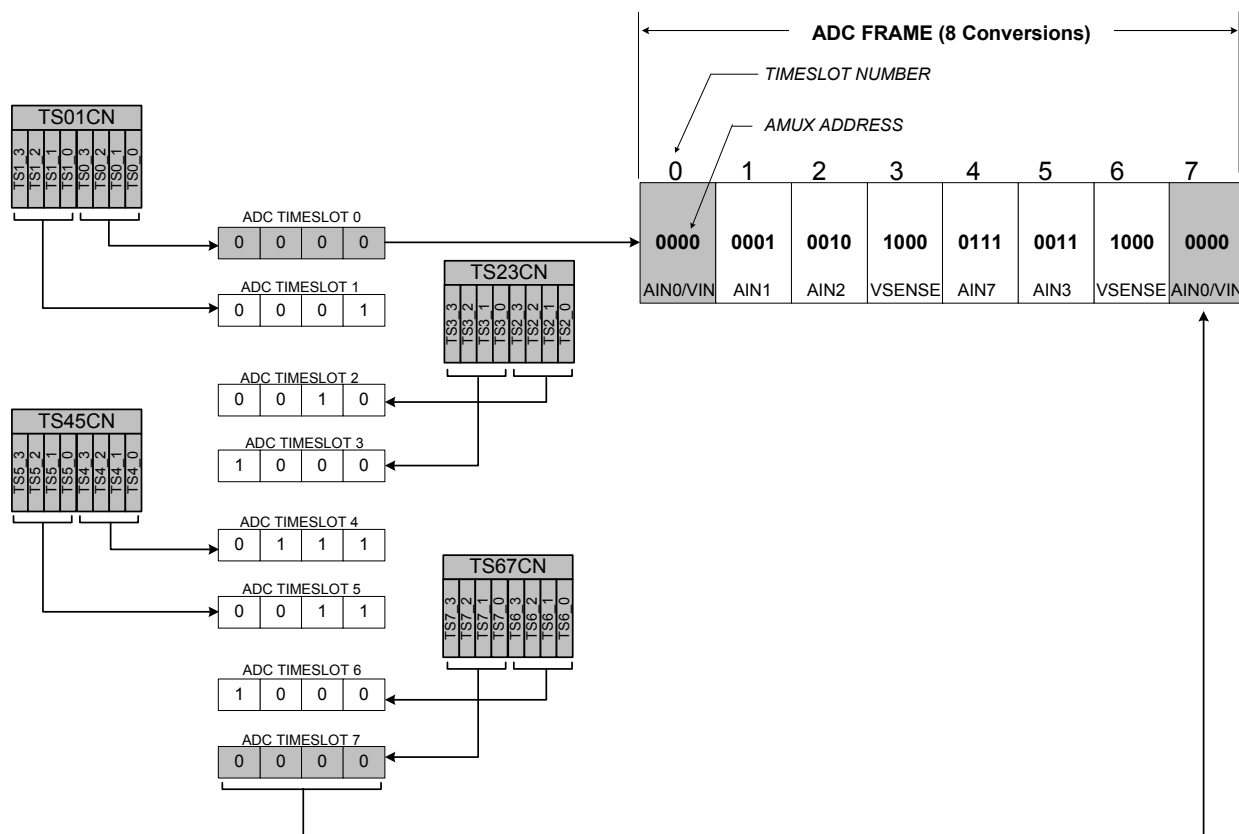 ADC FRAME (8 Conversions)
TIMESLOT NUMBER
AMUX ADDRESS
0 1 2 3 4 5 6 7
0000 0001 0010 1000 0111 0011 1000 0000
AIN0/VIN AIN1 AIN2 VSENSE AIN7 AIN3 VSENSE AIN0/VIN
TS01CN
TS1_3 TS1_2 TS1_1 TS1_0 TS0_3 TS0_2 TS0_1 TS0_0
ADC TIMESLOT 0
0 0 0 0
ADC TIMESLOT 1
0 0 0 1
TS23CN
TS3_3 TS3_2 TS3_1 TS3_0 TS2_3 TS2_2 TS2_1 TS2_0
ADC TIMESLOT 2
0 0 1 0
ADC TIMESLOT 3
1 0 0 0
TS45CN
TS5_3 TS5_2 TS5_1 TS5_0 TS4_3 TS4_2 TS4_1 TS4_0
ADC TIMESLOT 4
0 1 1 1
ADC TIMESLOT 5
0 0 1 1
TS67CN
TS7_3 TS7_2 TS7_1 TS7_0 TS6_3 TS6_2 TS6_1 TS6_0
ADC TIMESLOT 6
1 0 0 0
ADC TIMESLOT 7
0 0 0 0